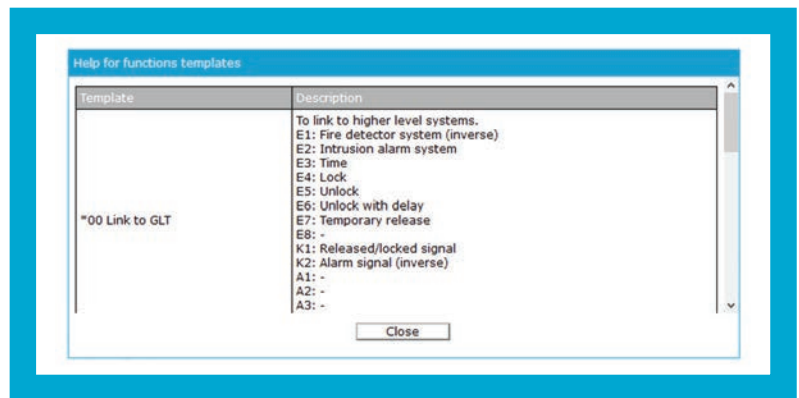 Help for functions templates
Template Description
To link to higher level systems.
E1: Fire detector system (inverse)
E2: Intrusion alarm system
E3: Time
E4: Lock
E5: Unlock
E6: Unlock with delay
*00 Link to GLT
E7: Temporary release
E8: -
K1: Released/locked signal
K2: Alarm signal (inverse)
A1: -
A2: -
A3: -
Close